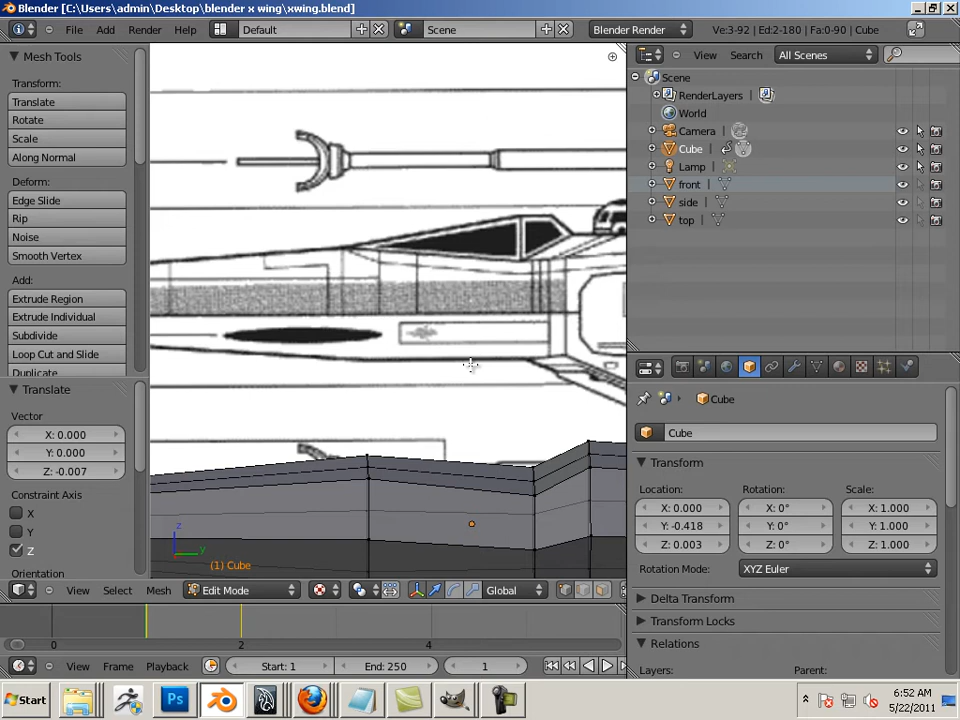 Blender [C:\Users\admin\Desktop\blender x wing\xwing.blend]
File Add Render Help Default Scene Blender Render Ve:3-92 | Ed:2-180 | Fa:0-90 | Cube
Mesh Tools
View Search All Scenes
Transform:
Translate
Rotate
Scale
Along Normal
Deform:
Edge Slide
Rip
Noise
Smooth Vertex
Add:
Extrude Region
Extrude Individual
Subdivide
Loop Cut and Slide
Duplicate
Translate
Vector
X: 0.000
Y: 0.000
Z: -0.007
Constraint Axis
X
Y
Z
Orientation
z
y
(1) Cube
Scene
RenderLayers
World
Camera
Cube
Lamp
front
side
top
Cube
Cube
Transform
Location: Rotation: Scale:
X: 0.000 X: 0° X: 1.000
Y: -0.418 Y: 0° Y: 1.000
Z: 0.003 Z: 0° Z: 1.000
Rotation Mode: XYZ Euler
Delta Transform
Transform Locks
Relations
Layers: Parent:
View Select Mesh Edit Mode Global
0 2 4
View Frame Playback Start: 1 End: 250 1
Start Ps 6:52 AM
5/22/2011